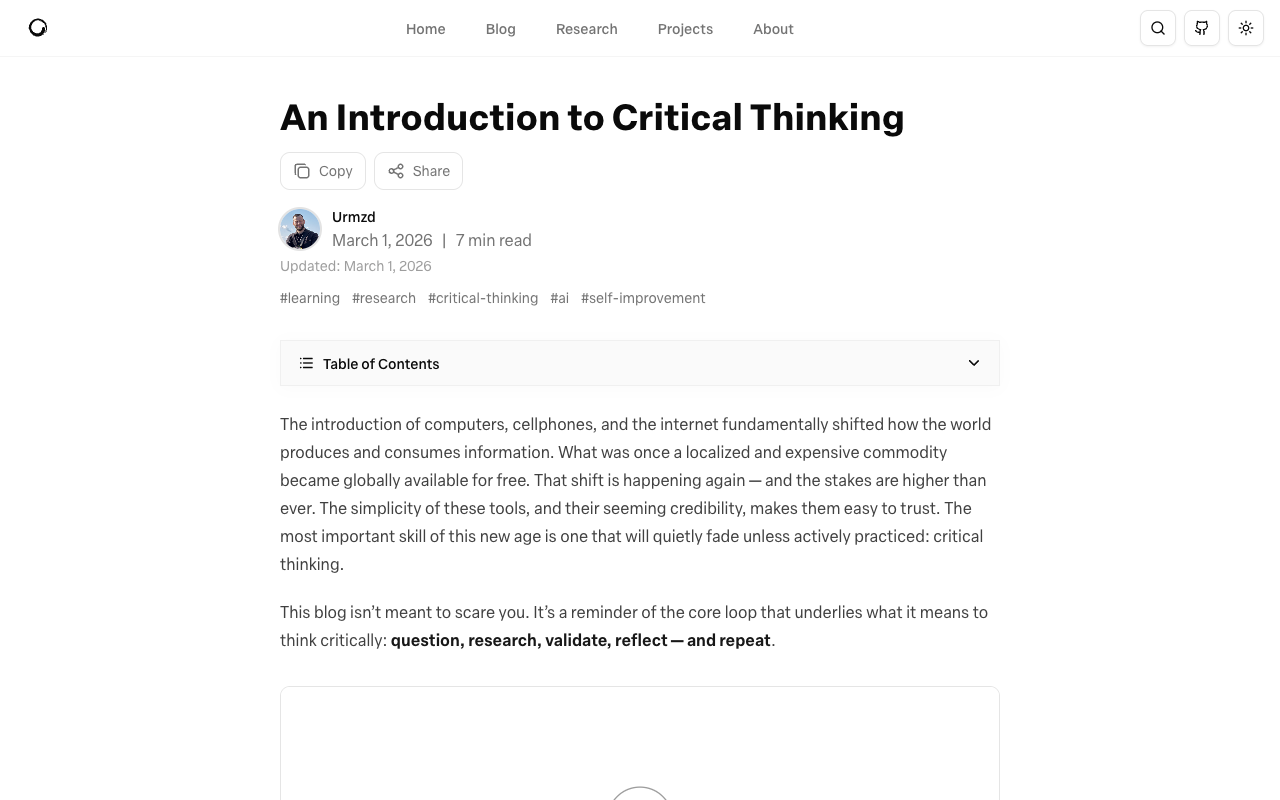 Home Blog Research Projects About
An Introduction to Critical Thinking
Copy Share
Urmzd
March 1, 2026 | 7 min read
Updated: March 1, 2026
#learning #research #critical-thinking #ai #self-improvement
Table of Contents
The introduction of computers, cellphones, and the internet fundamentally shifted how the world
produces and consumes information. What was once a localized and expensive commodity
became globally available for free. That shift is happening again — and the stakes are higher than
ever. The simplicity of these tools, and their seeming credibility, makes them easy to trust. The
most important skill of this new age is one that will quietly fade unless actively practiced: critical
thinking.
This blog isn’t meant to scare you. It’s a reminder of the core loop that underlies what it means to
think critically: question, research, validate, reflect — and repeat.